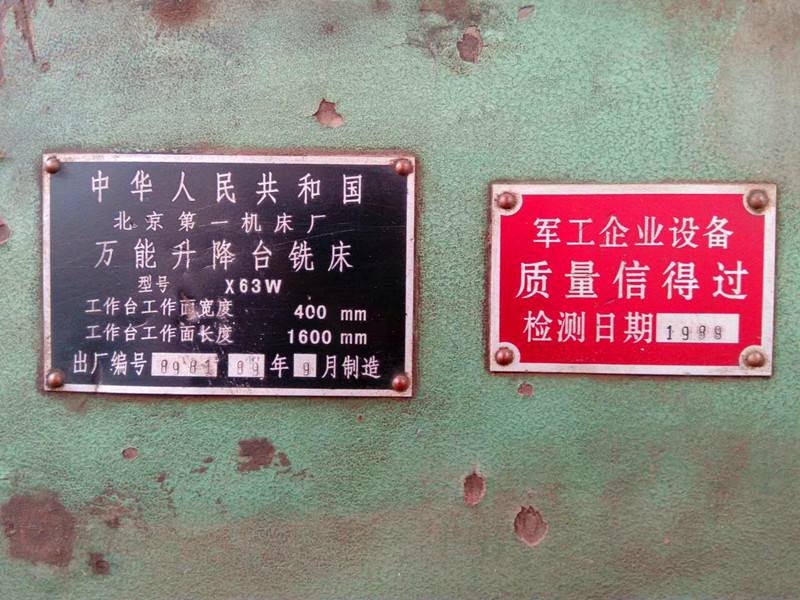 中华人民共和国
北京第一机床厂
万能升降台铣床
型号 X63W
工作台工作面宽度 400 mm
工作台工作面长度 1600 mm
出厂编号 8981 89 年 9 月制造
军工企业设备
质量信得过
检测日期 1989